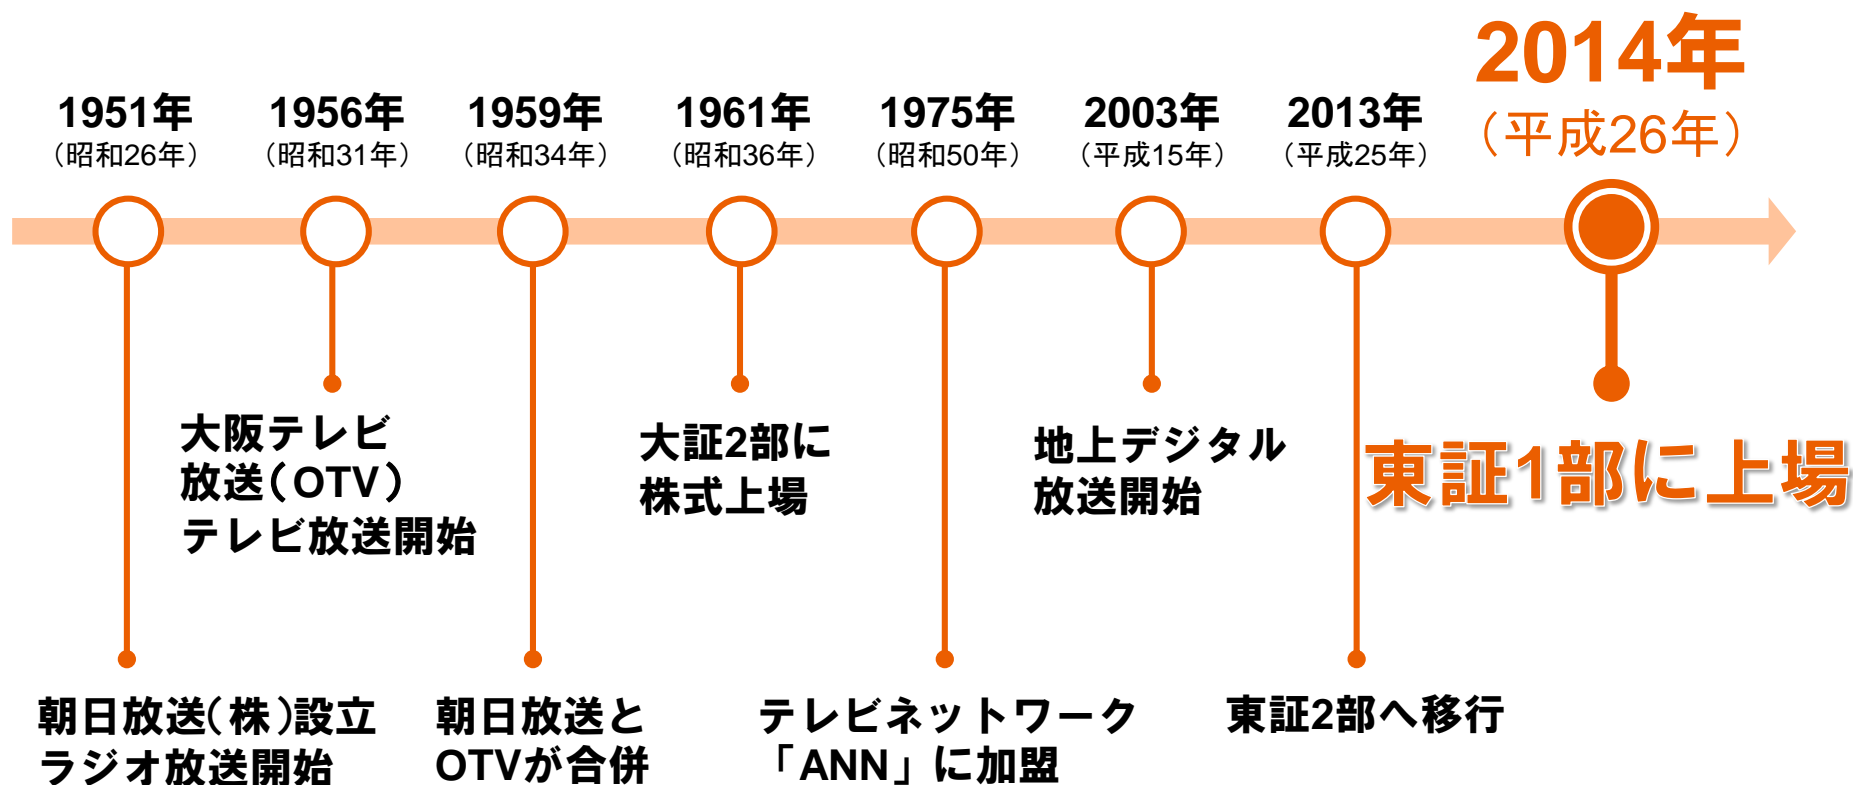 1951年
（昭和26年）
1956年
（昭和31年）
1959年
（昭和34年）
1961年
（昭和36年）
1975年
（昭和50年）
2003年
（平成15年）
2013年
（平成25年）
2014年
（平成26年）
大阪テレビ
放送（OTV）
テレビ放送開始
大証2部に
株式上場
地上デジタル
放送開始
東証1部に上場
朝日放送（株）設立
ラジオ放送開始
朝日放送と
OTVが合併
テレビネットワーク
「ANN」に加盟
東証2部へ移行